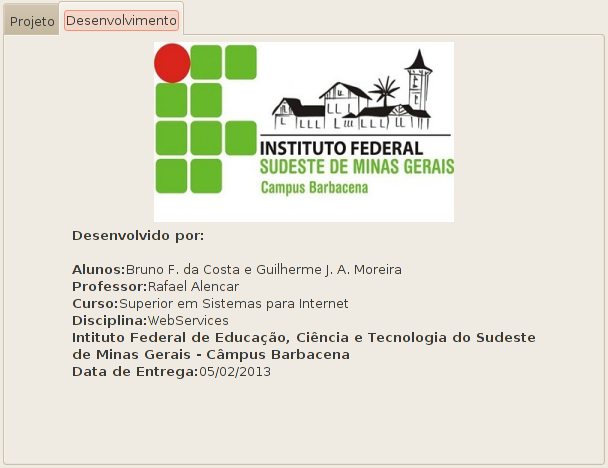 Projeto
Desenvolvimento
INSTITUTO FEDERAL
SUDESTE DE MINAS GERAIS
Campus Barbacena
Desenvolvido por:
Alunos:Bruno F. da Costa e Guilherme J. A. Moreira
Professor:Rafael Alencar
Curso:Superior em Sistemas para Internet
Disciplina:WebServices
Intituto Federal de Educação, Ciência e Tecnologia do Sudeste
de Minas Gerais - Câmpus Barbacena
Data de Entrega:05/02/2013